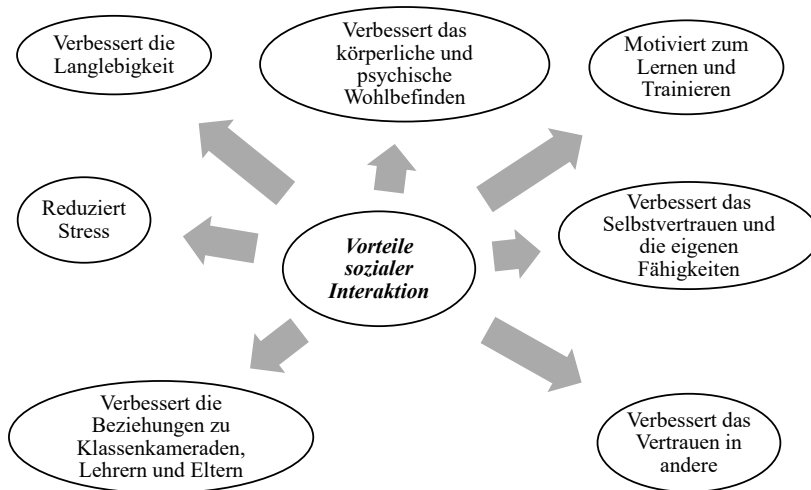 Verbessert die
Langlebigkeit
Verbessert das
körperliche und
psychische
Wohlbefinden
Motiviert zum
Lernen und
Trainieren
Reduziert
Stress
Vorteile
sozialer
Interaktion
Verbessert das
Selbstvertrauen und
die eigenen
Fähigkeiten
Verbessert die
Beziehungen zu
Klassenkameraden,
Lehrern und Eltern
Verbessert das
Vertrauen in
andere